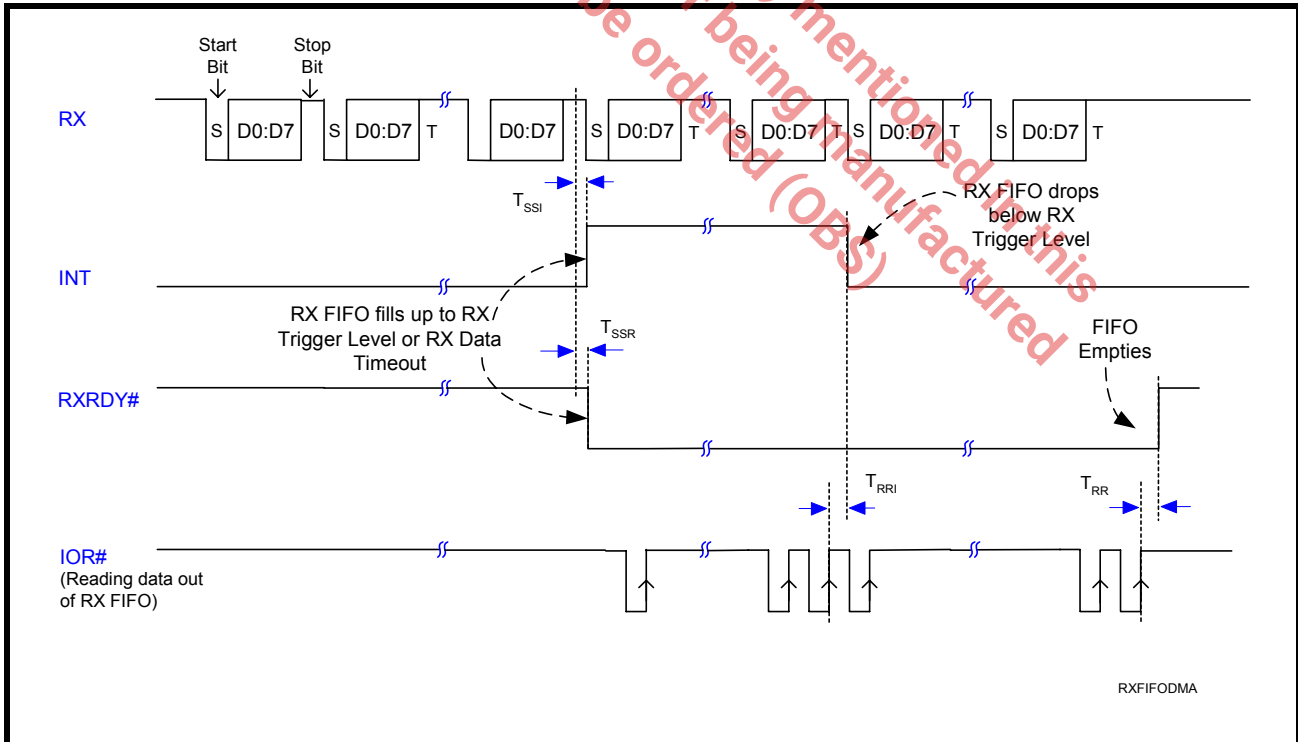 mentioned in this
being manufactured
be ordered (OBS)
Start
Bit
Stop
Bit
RX
S D0:D7 S D0:D7 T D0:D7 S D0:D7 T S D0:D7 T S D0:D7 T S D0:D7 T
TSSI
RX FIFO drops
below RX
Trigger Level
INT
RX FIFO fills up to RX
Trigger Level or RX Data
Timeout
TSSR
FIFO
Empties
RXRDY#
TRRI
TRR
IOR#
(Reading data out
of RX FIFO)
RXFIFODMA